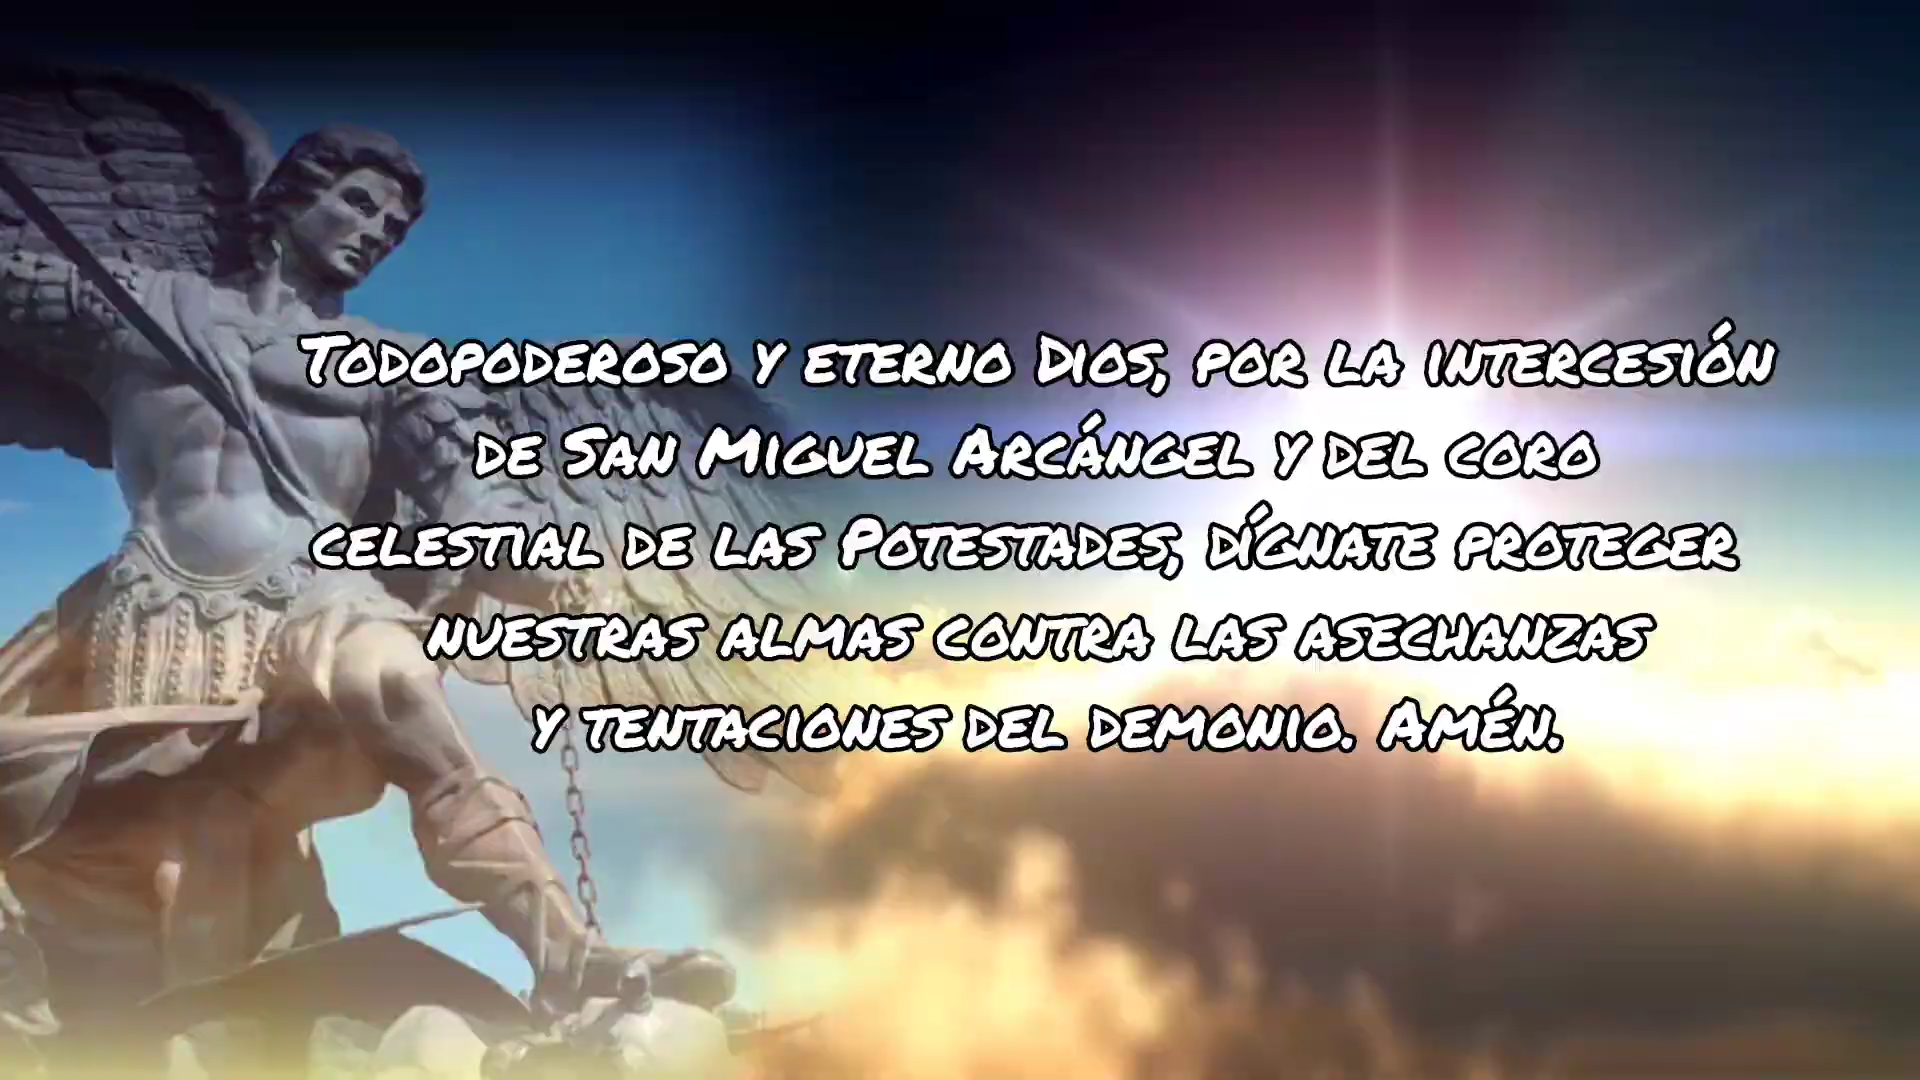 Todopoderoso y eterno Dios, por la intercesión
de San Miguel Arcángel y del coro
celestial de las Potestades, dígnate proteger
nuestras almas contra las asechanzas
y tentaciones del demonio. Amén.